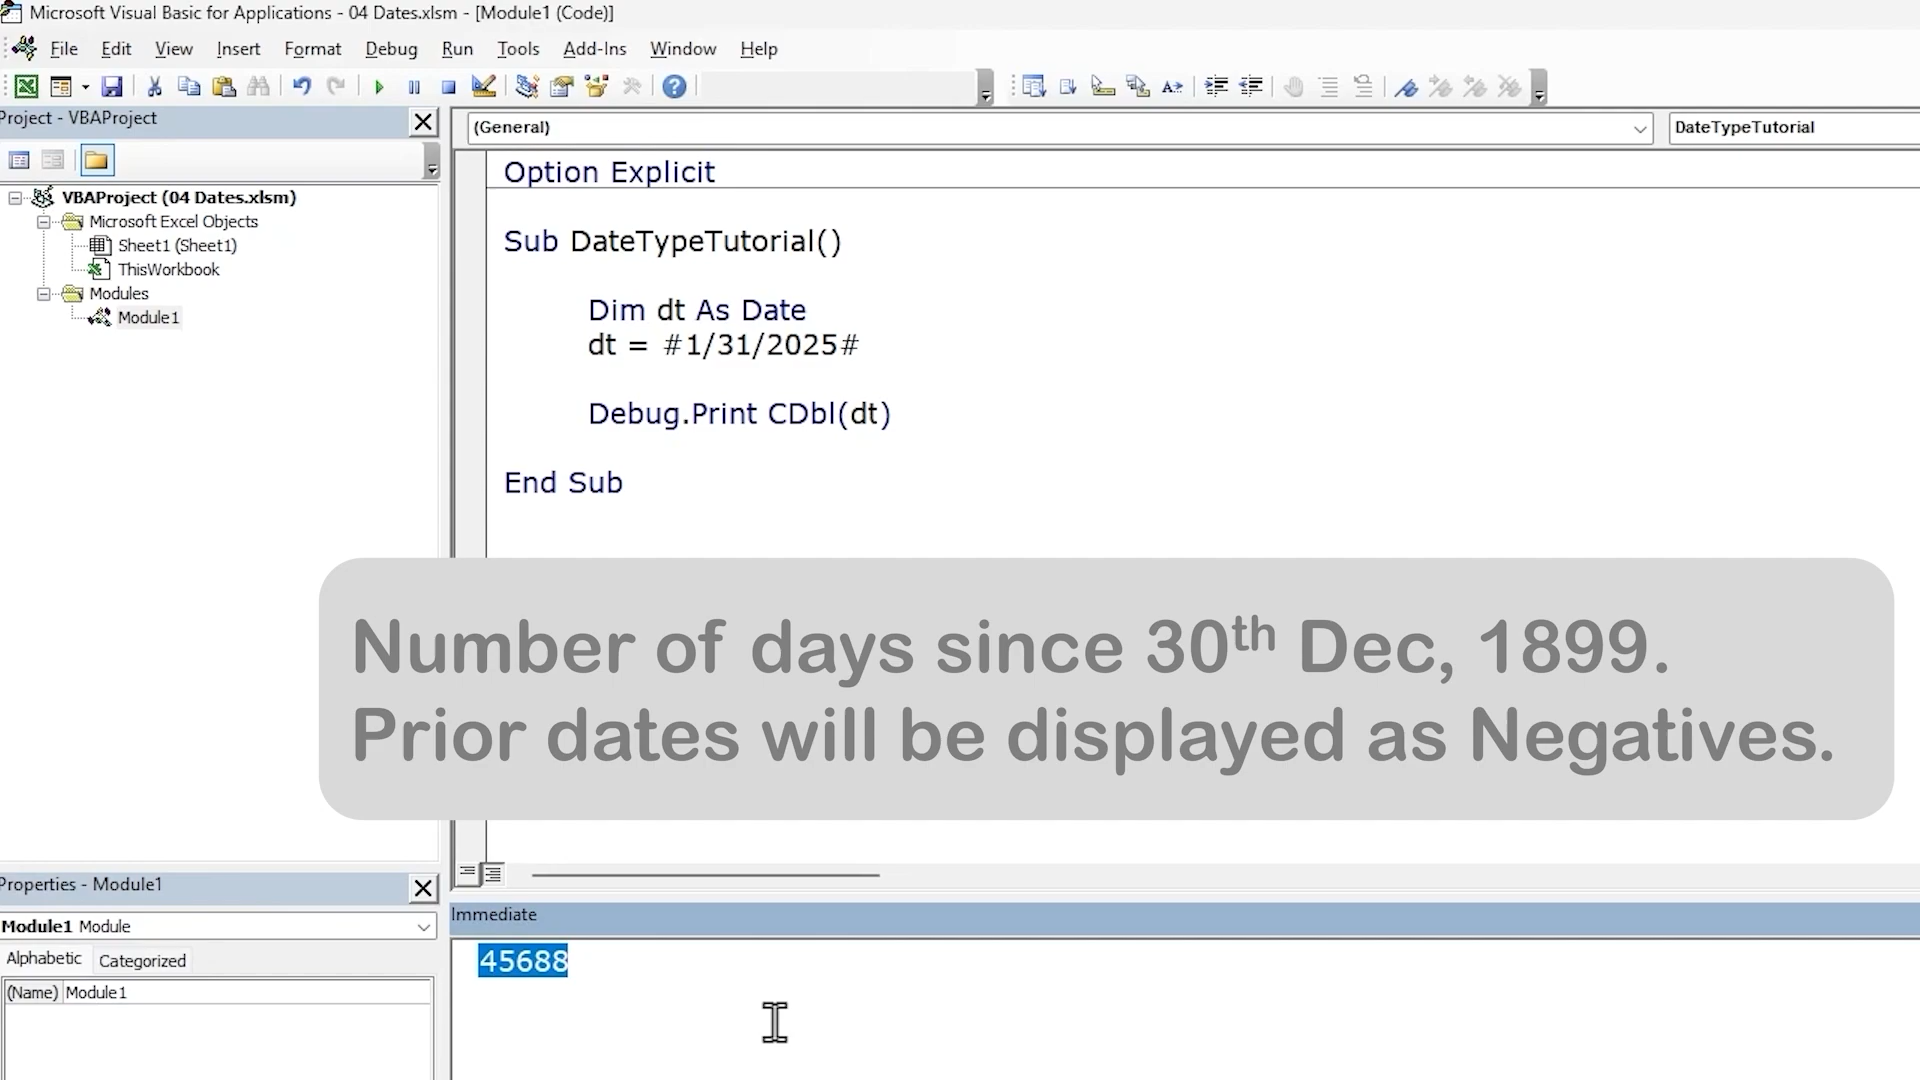 Microsoft Visual Basic for Applications - 04 Dates.xlsm - [Module1 (Code)]
File Edit View Insert Format Debug Run Tools Add-Ins Window Help
Project - VBAProject
(General)
DateTypeTutorial
VBAProject (04 Dates.xlsm)
Microsoft Excel Objects
Sheet1 (Sheet1)
ThisWorkbook
Modules
Module1
Option Explicit
Sub DateTypeTutorial()
Dim dt As Date
dt = #1/31/2025#
Debug.Print CDbl(dt)
End Sub
Number of days since 30th Dec, 1899.
Prior dates will be displayed as Negatives.
Properties - Module1
Module1 Module
Alphabetic Categorized
(Name) Module1
Immediate
45688